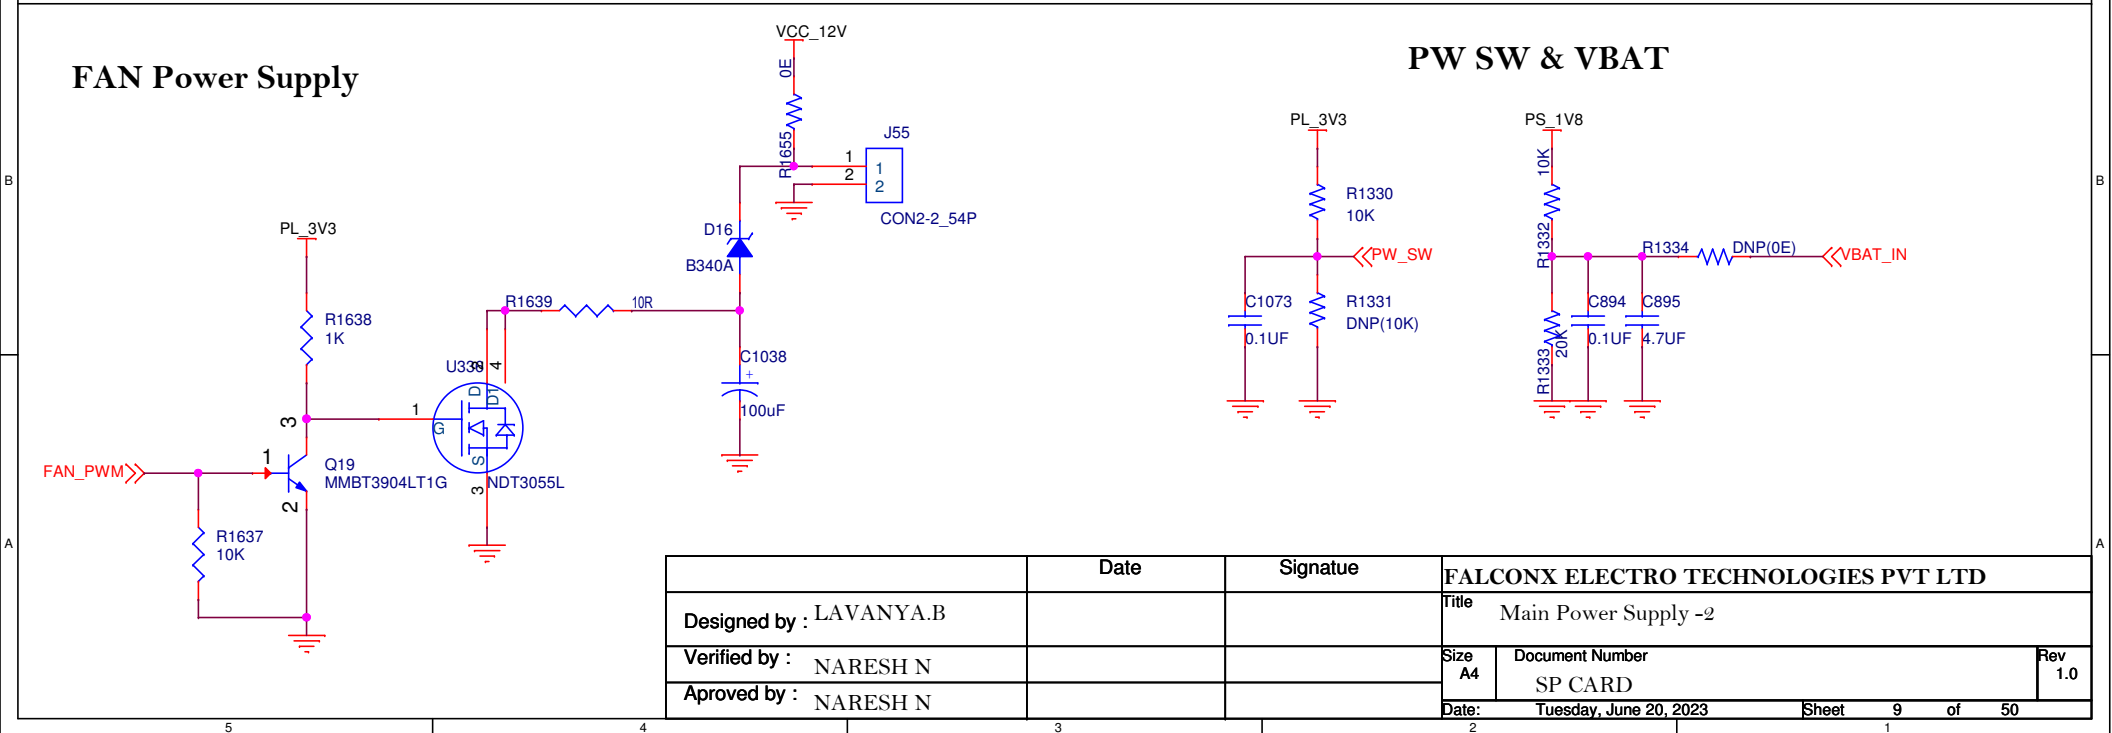 FAN Power Supply
PW SW & VBAT
VCC_12V
0E
R1655
J55
1
2
1
2
CON2-2_54P
D16
B340A
PL_3V3
R1638
1K
R1639
10R
C1038
+
100uF
4
D
D1
1
G
S
3
NDT3055L
3
FAN_PWM
1
Q19
MMBT3904LT1G
2
R1637
10K
PL_3V3
R1330
10K
PW_SW
C1073
0.1UF
R1331
DNP(10K)
PS_1V8
10K
R1332
R1334
DNP(0E)
VBAT_IN
R1333
20K
C894
0.1UF
C895
4.7UF
B
B
A
A
Date
Signatue
Designed by :
LAVANYA.B
Verified by :
NARESH N
Aproved by :
NARESH N
FALCONX ELECTRO TECHNOLOGIES PVT LTD
Title
Main Power Supply -2
Size
A4
Document Number
SP CARD
Rev
1.0
Date:
Tuesday, June 20, 2023
Sheet 9 of 50
5
4
3
2
1